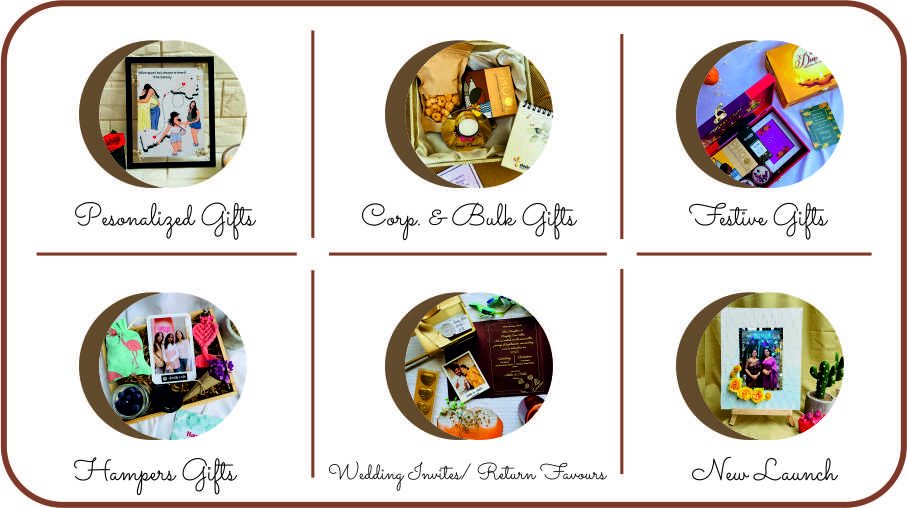 Pesonalized Gifts
Corp. & Bulk Gifts
Festive Gifts
Hampers Gifts
Wedding Invites/ Return Favours
New Launch